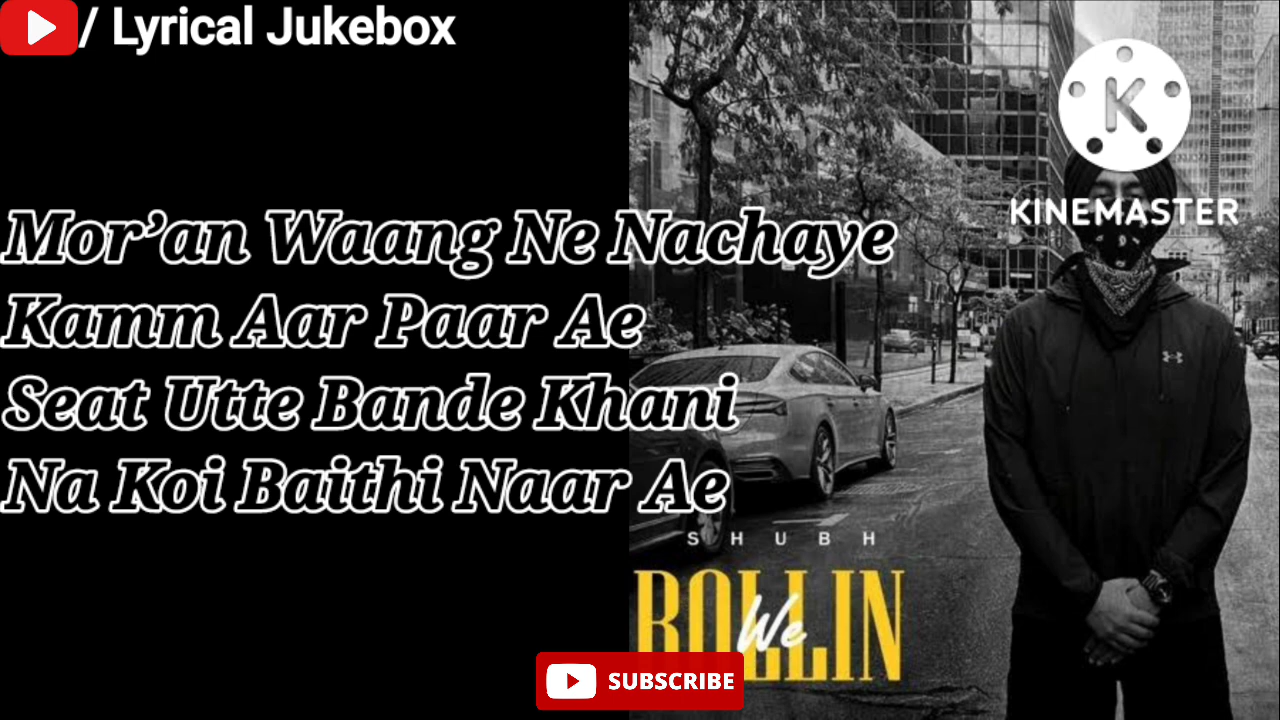 / Lyrical Jukebox
K
KINEMASTER
Mor’an Waang Ne Nachaye
Kamm Aar Paar Ae
Seat Utte Bande Khani
Na Koi Baithi Naar Ae
SHUBH
We
ROLLIN
SUBSCRIBE